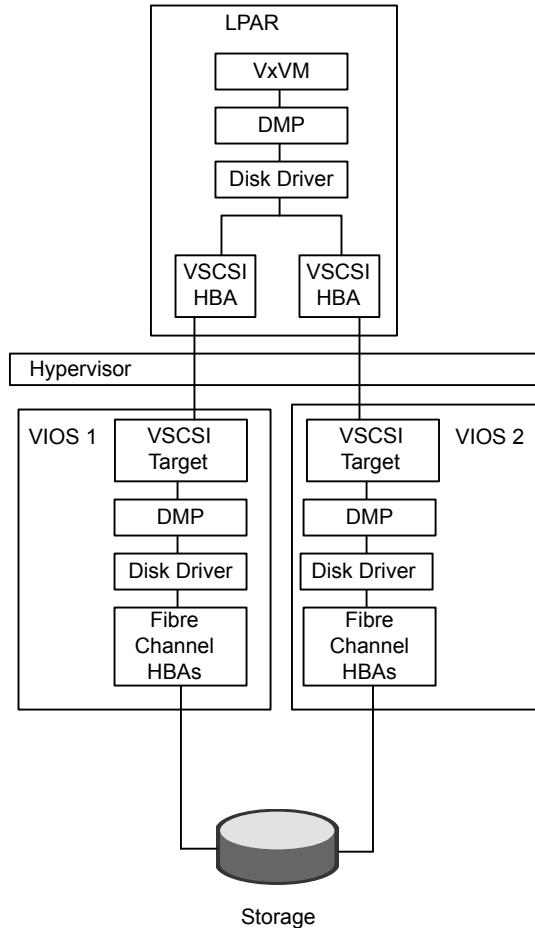 LPAR
VxVM
DMP
Disk Driver
VSCSI
HBA
VSCSI
HBA
Hypervisor
VIOS 1
VSCSI
Target
DMP
Disk Driver
Fibre
Channel
HBAs
VSCSI
Target
VIOS 2
DMP
Disk Driver
Fibre
Channel
HBAs
Storage